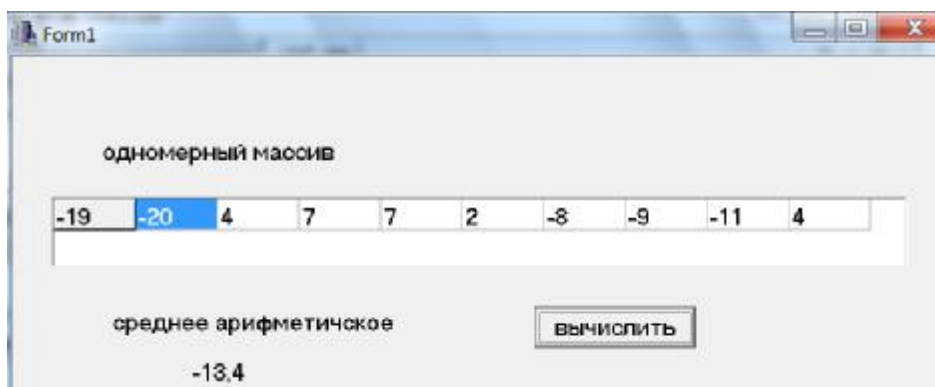 Form1
одномерный массив
-19 -20 4 7 7 2 -8 -9 -11 4
среднее арифметичское
вычислить
-13,4